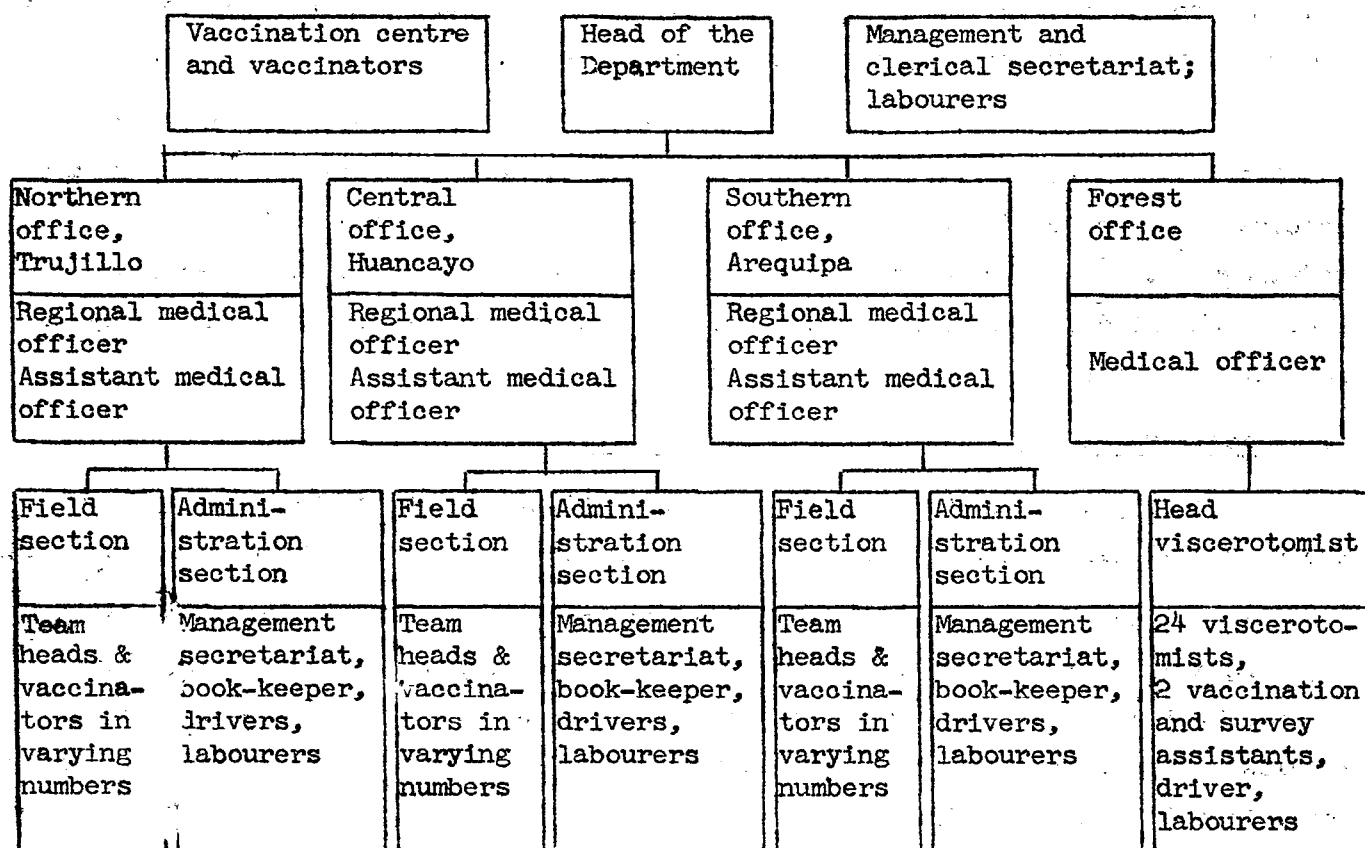 Vaccination centre
and vaccinators
Head of the
Department
Management and
clerical secretariat;
labourers
Northern
office,
Trujillo
Regional medical
officer
Assistant medical
officer
Central
office,
Huancayo
Regional medical
officer
Assistant medical
officer
Southern
office,
Arequipa
Regional medical
officer
Assistant medical
officer
Forest
office
Medical officer
Field
section
Team
heads &
vaccina-
tors in
varying
numbers
Admini-
stration
section
Management
secretariat,
book-keeper,
drivers,
labourers
Field
section
Team
heads &
vaccina-
tors in
varying
numbers
Admini-
stration
section
Management
secretariat,
book-keeper,
drivers,
labourers
Field
section
Team
heads &
vaccina-
tors in
varying
numbers
Admini-
stration
section
Management
secretariat,
book-keeper,
drivers,
labourers
Head
viscerotomist
24 visceroto-
mists,
2 vaccination
and survey
assistants,
driver,
labourers